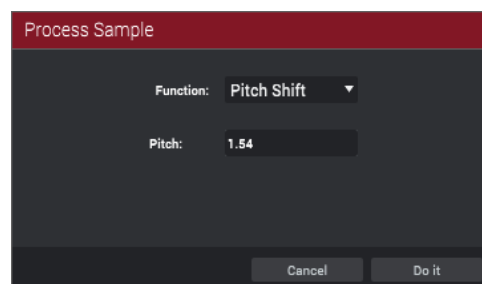 Process Sample
Function: Pitch Shift
Pitch: 1.54
Cancel Do it